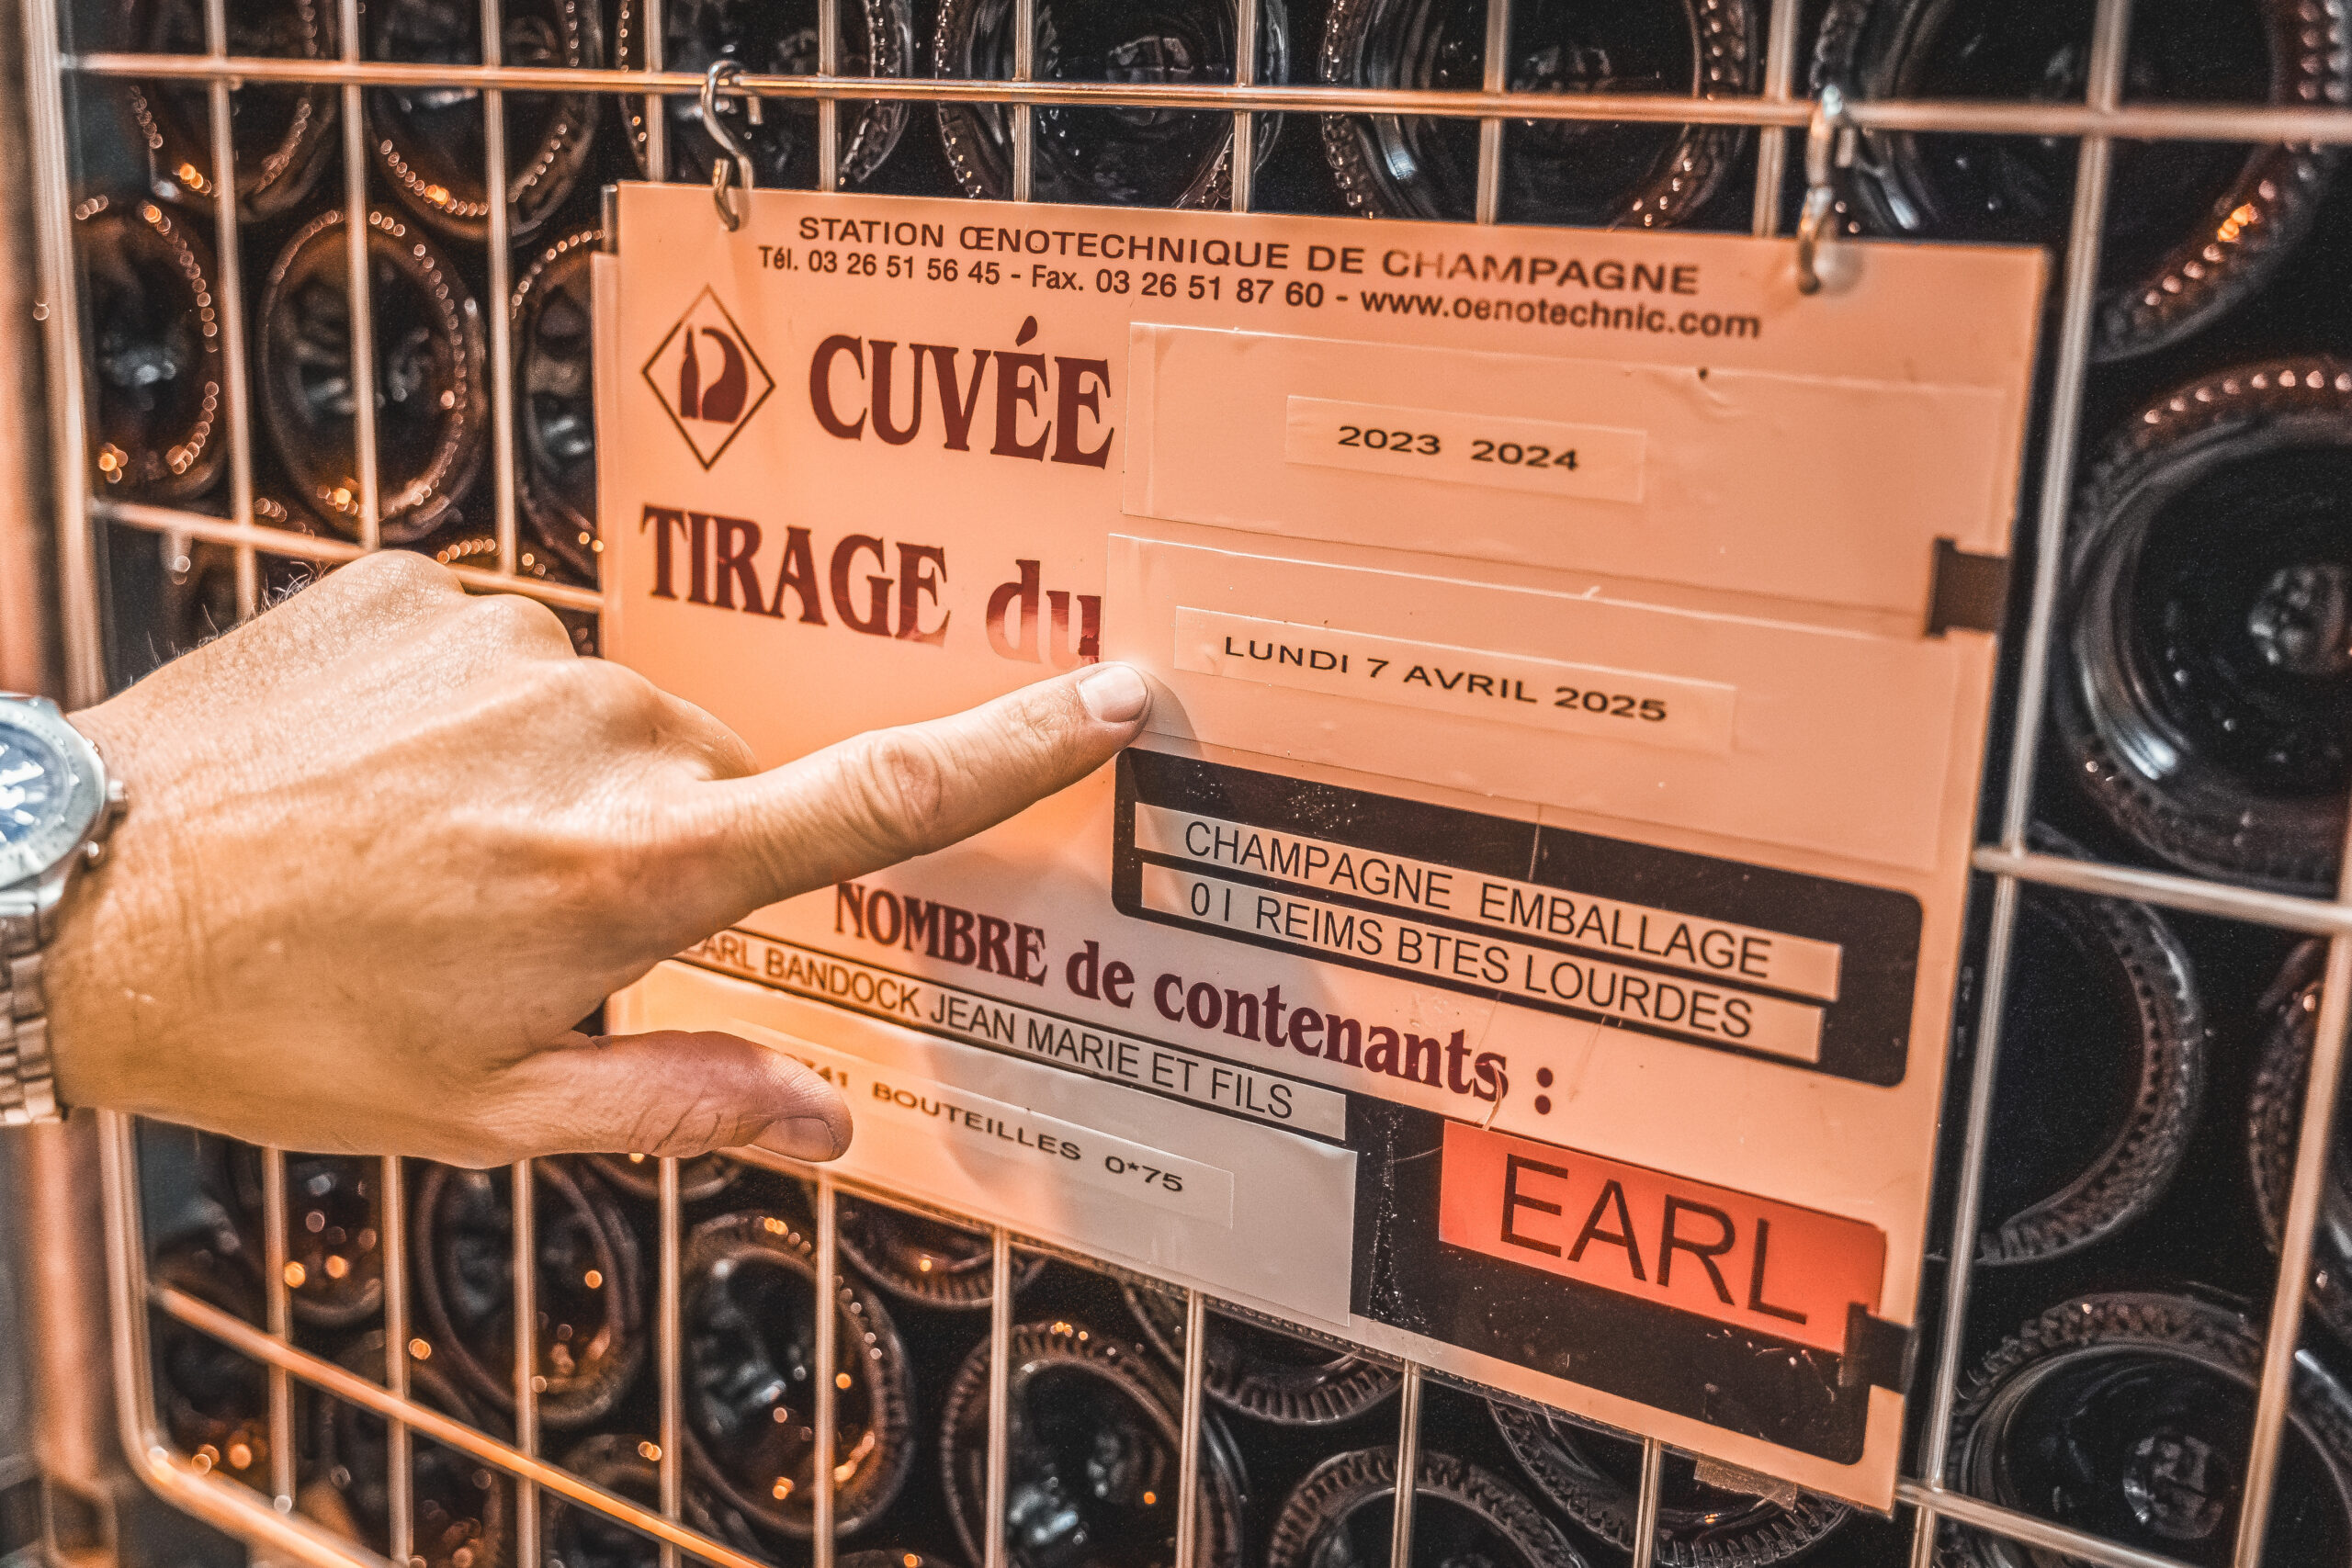 STATION ŒNOTECHNIQUE DE CHAMPAGNE
Tél. 03 26 51 56 45 - Fax. 03 26 51 87 60 - www.oenotechnic.com
CUVÉE
2023 2024
TIRAGE du
LUNDI 7 AVRIL 2025
CHAMPAGNE EMBALLAGE
01 REIMS BTES LOURDES
NOMBRE de contenants :
EARL BANDOCK JEAN MARIE ET FILS
BOUTEILLES 0*75
EARL